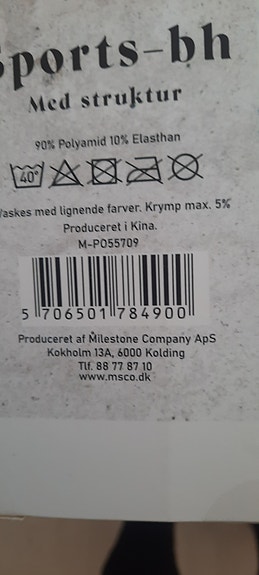 Sports-bh
Med struktur
90% Polyamid 10% Elasthan
40°
Vaskes med lignende farver. Krymp max. 5%
Produceret i Kina.
M-PO55709
5 706501 784900
Produceret af Milestone Company ApS
Kokholm 13A, 6000 Kolding
Tlf. 88 77 87 10
www.msco.dk